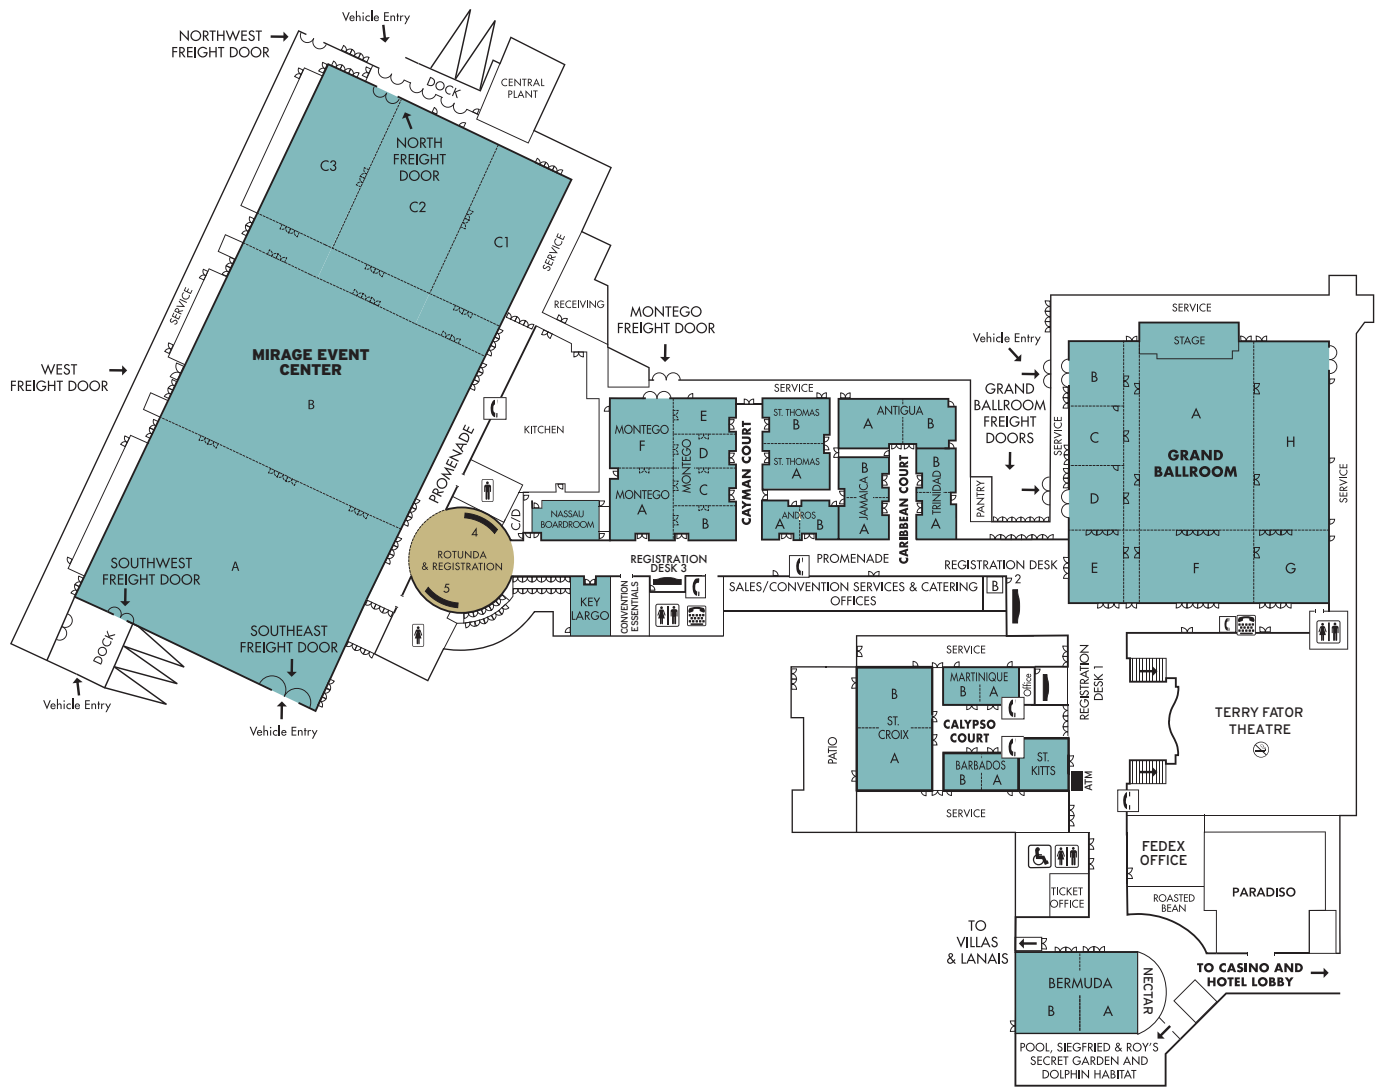 Vehicle Entry
NORTHWEST
FREIGHT DOOR
DOCK
CENTRAL
PLANT
NORTH
FREIGHT
DOOR
C3
C2
C1
SERVICE
SERVICE
RECEIVING
MONTEGO
FREIGHT DOOR
WEST
FREIGHT DOOR
MIRAGE EVENT
CENTER
B
KITCHEN
PROMENADE
A
SOUTHWEST
FREIGHT DOOR
SOUTHEAST
FREIGHT DOOR
DOCK
Vehicle Entry
Vehicle Entry
4
ROTUNDA
& REGISTRATION
5
C/D
NASSAU
BOARDROOM
MONTEGO
F
MONTEGO
A
MONTEGO
E
D
C
B
CAYMAN COURT
SERVICE
ST. THOMAS
B
ST. THOMAS
A
ANDROS
A
B
ANTIGUA
A
B
JAMAICA
B
A
CARIBBEAN COURT
TRINIDAD
B
A
PANTRY
Vehicle Entry
GRAND
BALLROOM
FREIGHT
DOORS
SERVICE
SERVICE
STAGE
B
C
D
A
GRAND
BALLROOM
H
E
F
G
SERVICE
REGISTRATION
DESK 3
PROMENADE
REGISTRATION DESK
2
KEY
LARGO
CONVENTION
ESSENTIALS
SALES/CONVENTION SERVICES & CATERING
OFFICES
B
SERVICE
MARTINIQUE
B
A
Office
REGISTRATION
DESK 1
B
ST.
CROIX
A
CALYPSO
COURT
BARBADOS
B
A
ST.
KITTS
PATIO
ATM
SERVICE
TERRY FATOR
THEATRE
FEDEX
OFFICE
ROASTED
BEAN
PARADISO
TICKET
OFFICE
TO
VILLAS
& LANAIS
BERMUDA
B
A
NECTAR
TO CASINO AND
HOTEL LOBBY
POOL, SIEGFRIED & ROY'S
SECRET GARDEN AND
DOLPHIN HABITAT